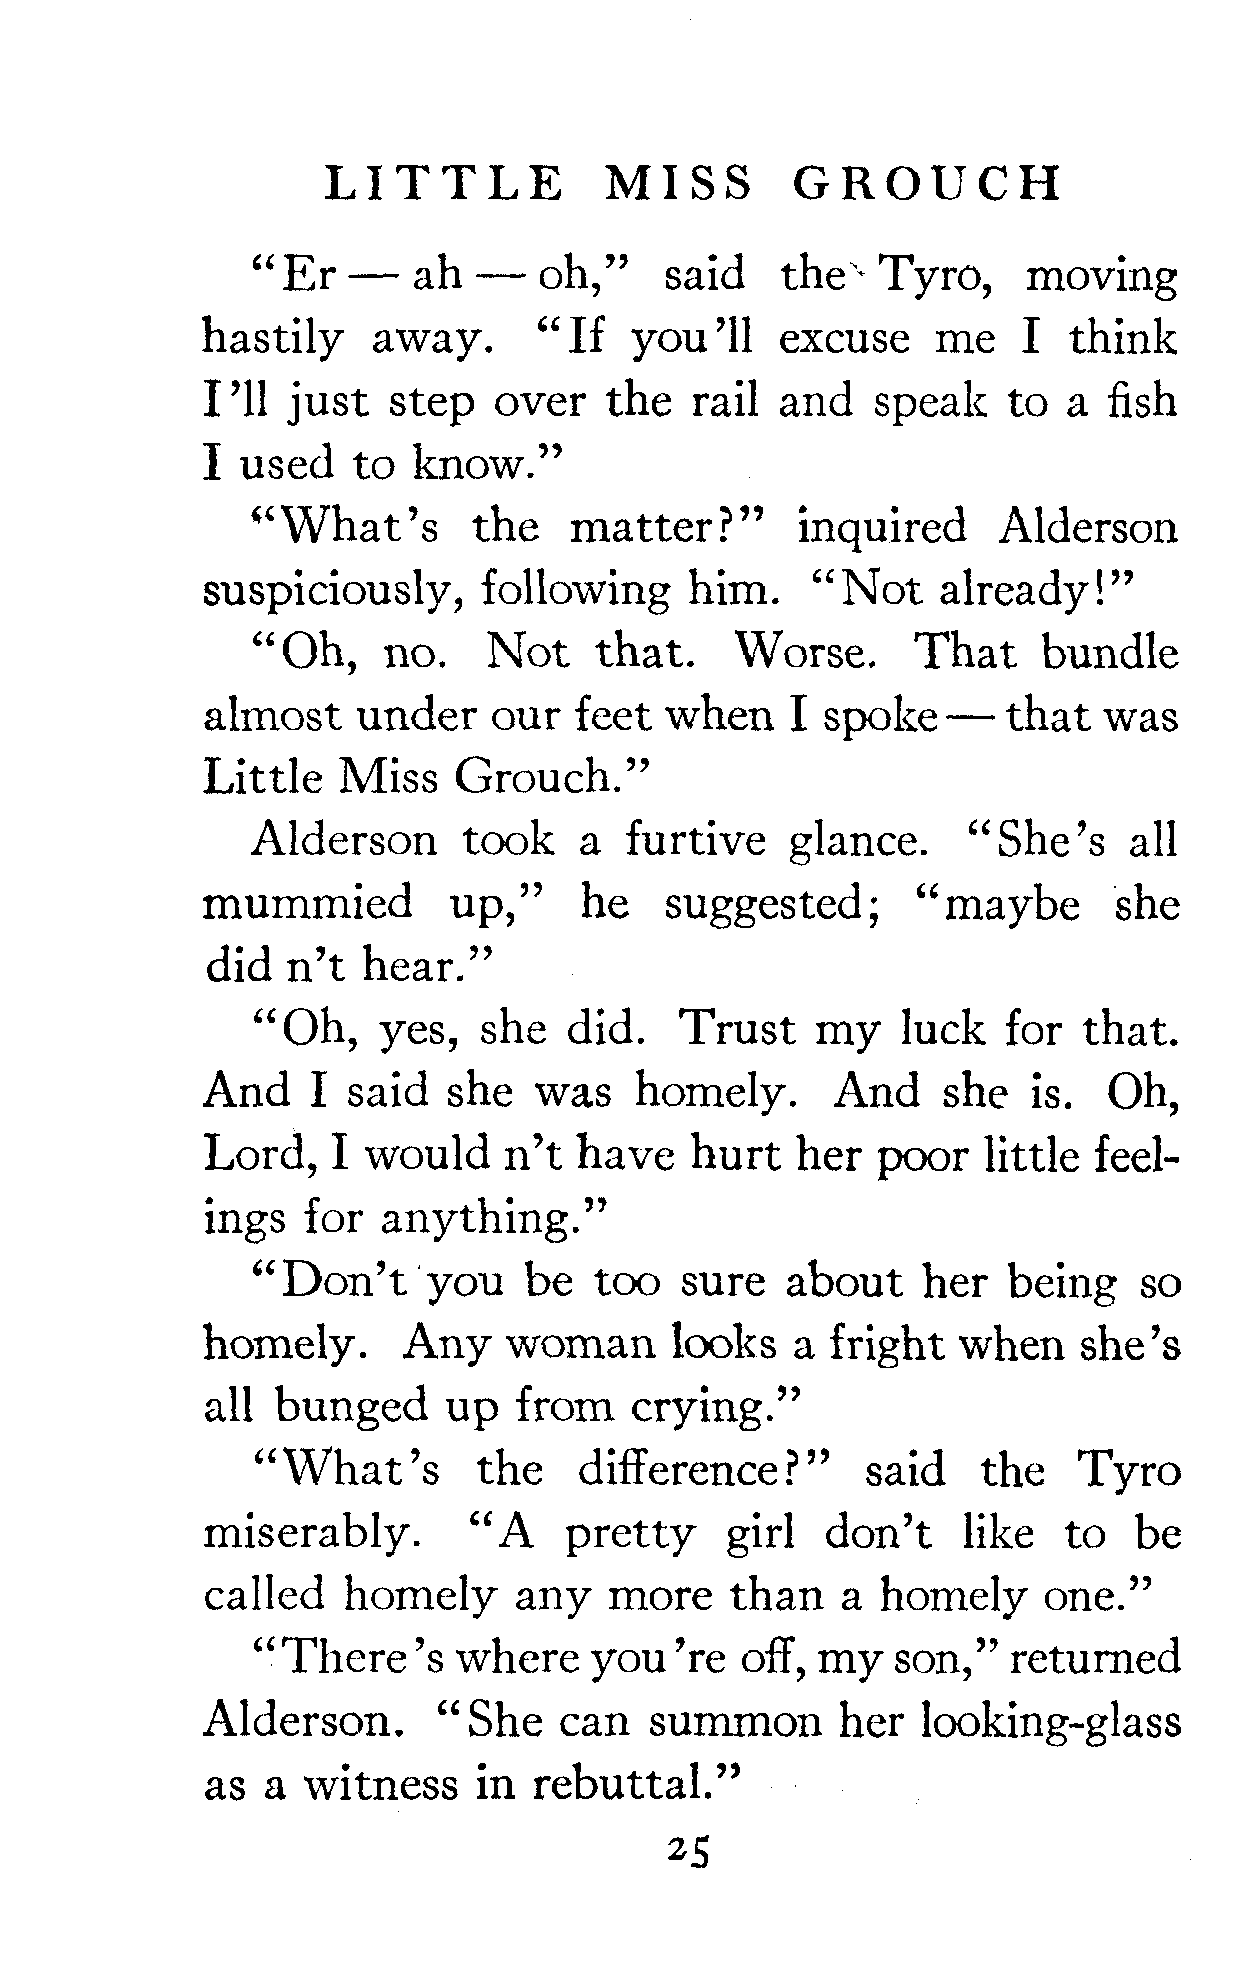 LITTLE MISS GROUCH
“Er — ah — oh,” said the Tyro, moving
hastily away. “If you’ll excuse me I think
I’ll just step over the rail and speak to a fish
I used to know.”
“What’s the matter?” inquired Alderson
suspiciously, following him. “Not already!”
“Oh, no. Not that. Worse. That bundle
almost under our feet when I spoke — that was
Little Miss Grouch.”
Alderson took a furtive glance. “She’s all
mummied up,” he suggested; “maybe she
did n’t hear.”
“Oh, yes, she did. Trust my luck for that.
And I said she was homely. And she is. Oh,
Lord, I would n’t have hurt her poor little feel-
ings for anything.”
“Don’t you be too sure about her being so
homely. Any woman looks a fright when she’s
all bunged up from crying.”
“What’s the difference?” said the Tyro
miserably. “A pretty girl don’t like to be
called homely any more than a homely one.”
“There’s where you’re off, my son,” returned
Alderson. “She can summon her looking-glass
as a witness in rebuttal.”
25